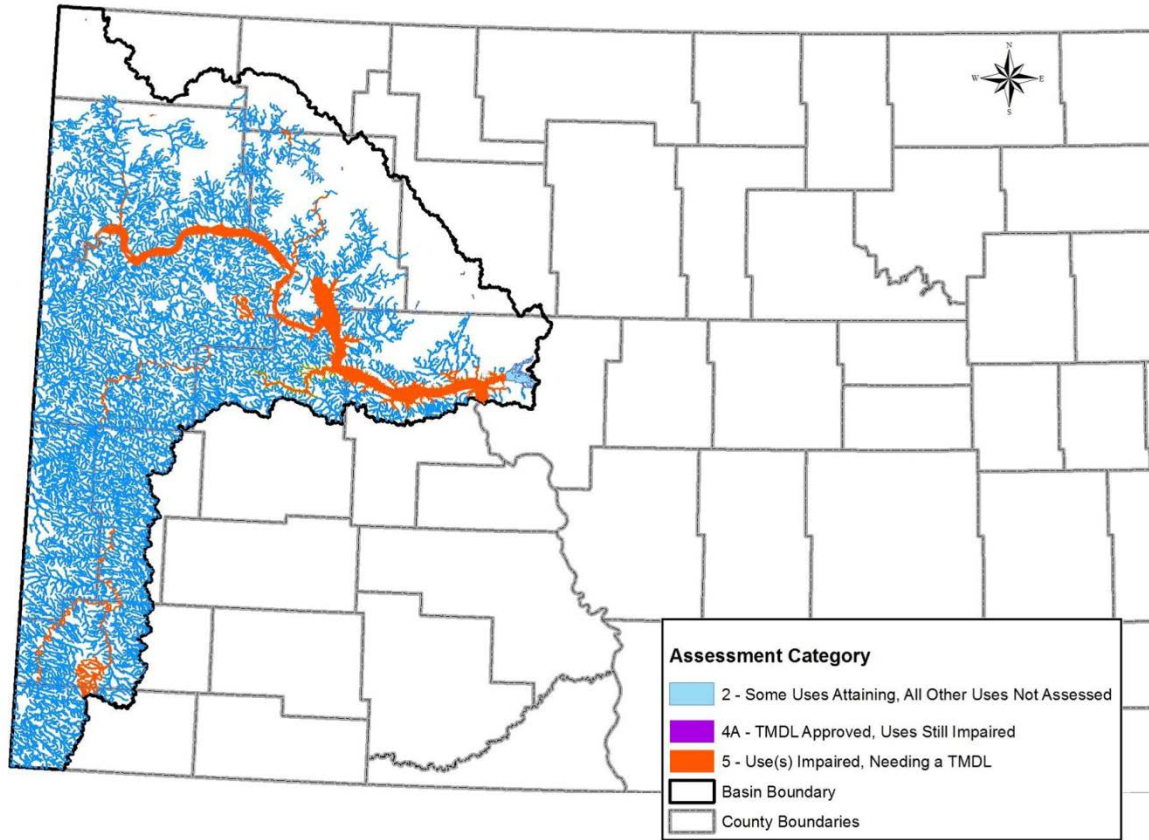 N
W E
S
Assessment Category
2 - Some Uses Attaining, All Other Uses Not Assessed
4A - TMDL Approved, Uses Still Impaired
5 - Use(s) Impaired, Needing a TMDL
Basin Boundary
County Boundaries